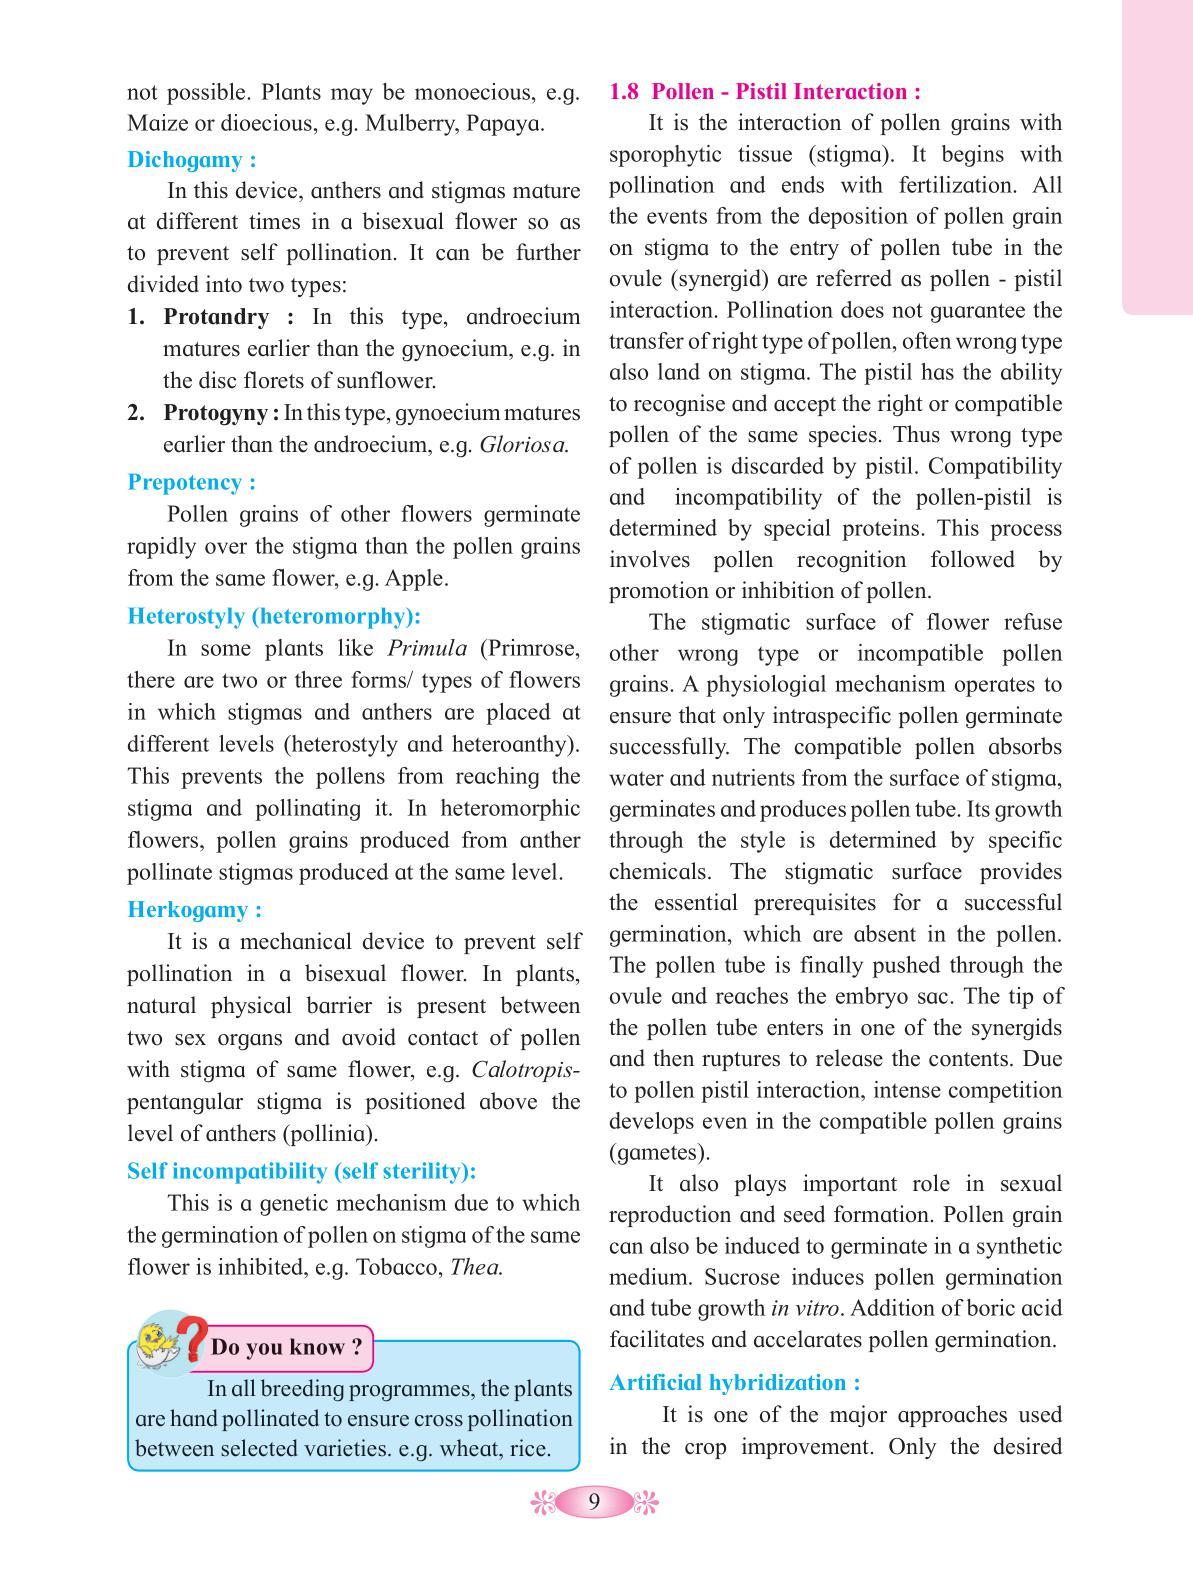 not possible. Plants may be monoecious, e.g.
Maize or dioecious, e.g. Mulberry, Papaya.
Dichogamy :
In this device, anthers and stigmas mature
at different times in a bisexual flower so as
to prevent self pollination. It can be further
divided into two types:
1. Protandry : In this type, androecium
matures earlier than the gynoecium, e.g. in
the disc florets of sunflower.
2. Protogyny : In this type, gynoecium matures
earlier than the androecium, e.g. Gloriosa.
Prepotency :
Pollen grains of other flowers germinate
rapidly over the stigma than the pollen grains
from the same flower, e.g. Apple.
Heterostyly (heteromorphy):
In some plants like Primula (Primrose,
there are two or three forms/ types of flowers
in which stigmas and anthers are placed at
different levels (heterostyly and heteroanthy).
This prevents the pollens from reaching the
stigma and pollinating it. In heteromorphic
flowers, pollen grains produced from anther
pollinate stigmas produced at the same level.
Herkogamy :
It is a mechanical device to prevent self
pollination in a bisexual flower. In plants,
natural physical barrier is present between
two sex organs and avoid contact of pollen
with stigma of same flower, e.g. Calotropis-
pentangular stigma is positioned above the
level of anthers (pollinia).
Self incompatibility (self sterility):
This is a genetic mechanism due to which
the germination of pollen on stigma of the same
flower is inhibited, e.g. Tobacco, Thea.
Do you know ?
In all breeding programmes, the plants
are hand pollinated to ensure cross pollination
between selected varieties. e.g. wheat, rice.
1.8 Pollen - Pistil Interaction :
It is the interaction of pollen grains with
sporophytic tissue (stigma). It begins with
pollination and ends with fertilization. All
the events from the deposition of pollen grain
on stigma to the entry of pollen tube in the
ovule (synergid) are referred as pollen - pistil
interaction. Pollination does not guarantee the
transfer of right type of pollen, often wrong type
also land on stigma. The pistil has the ability
to recognise and accept the right or compatible
pollen of the same species. Thus wrong type
of pollen is discarded by pistil. Compatibility
and incompatibility of the pollen-pistil is
determined by special proteins. This process
involves pollen recognition followed by
promotion or inhibition of pollen.
The stigmatic surface of flower refuse
other wrong type or incompatible pollen
grains. A physiologial mechanism operates to
ensure that only intraspecific pollen germinate
successfully. The compatible pollen absorbs
water and nutrients from the surface of stigma,
germinates and produces pollen tube. Its growth
through the style is determined by specific
chemicals. The stigmatic surface provides
the essential prerequisites for a successful
germination, which are absent in the pollen.
The pollen tube is finally pushed through the
ovule and reaches the embryo sac. The tip of
the pollen tube enters in one of the synergids
and then ruptures to release the contents. Due
to pollen pistil interaction, intense competition
develops even in the compatible pollen grains
(gametes).
It also plays important role in sexual
reproduction and seed formation. Pollen grain
can also be induced to germinate in a synthetic
medium. Sucrose induces pollen germination
and tube growth in vitro. Addition of boric acid
facilitates and accelarates pollen germination.
Artificial hybridization :
It is one of the major approaches used
in the crop improvement. Only the desired
9